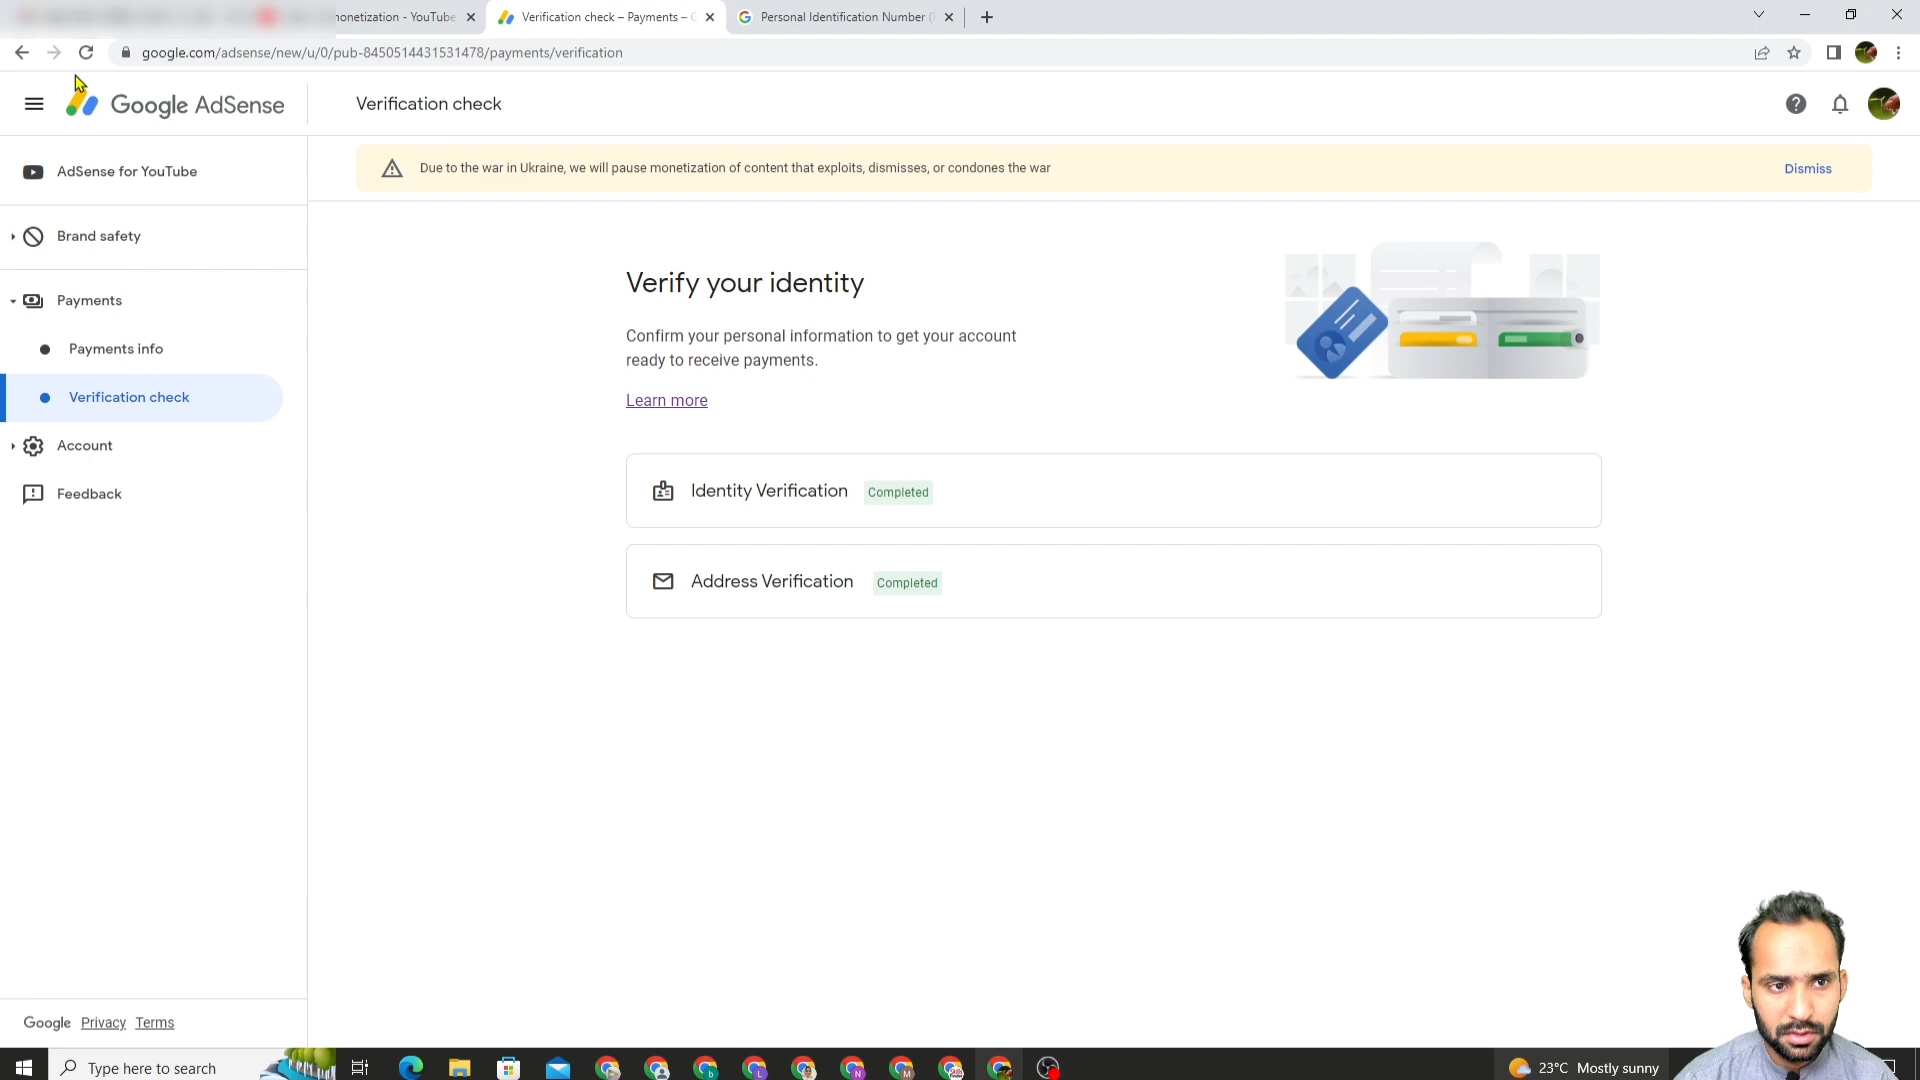 onetization - YouTube
Verification check – Payments – G
Personal Identification Number (
google.com/adsense/new/u/0/pub-8450514431531478/payments/verification
Google AdSense
Verification check
AdSense for YouTube
Due to the war in Ukraine, we will pause monetization of content that exploits, dismisses, or condones the war
Dismiss
Brand safety
Verify your identity
Payments
Confirm your personal information to get your account
ready to receive payments.
Payments info
Learn more
Verification check
Account
Identity Verification Completed
Feedback
Address Verification Completed
Google Privacy Terms
Type here to search
23°C Mostly sunny